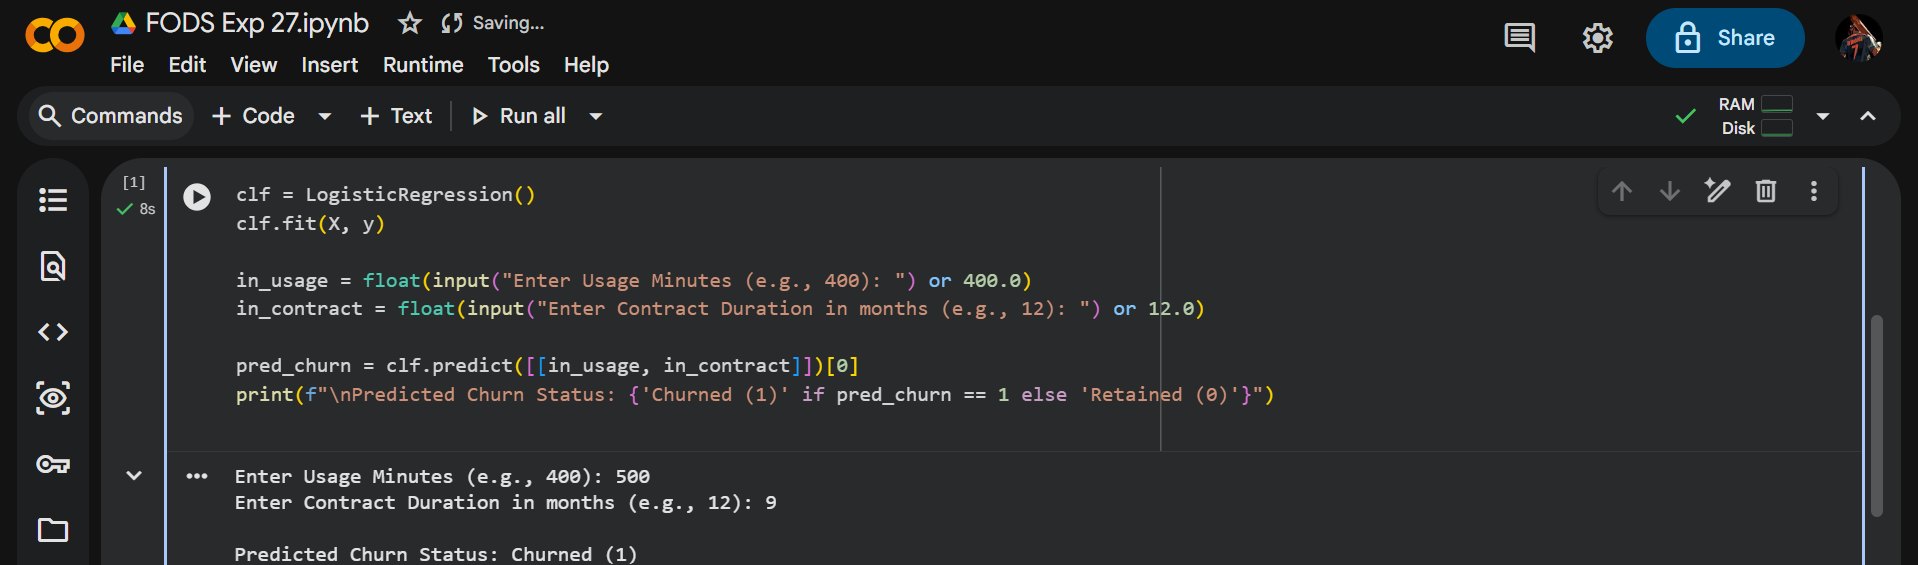 FODS Exp 27.ipynb Saving...
File Edit View Insert Runtime Tools Help
Share
Commands + Code + Text Run all
RAM
Disk
[1]
8s
clf = LogisticRegression()
clf.fit(X, y)
in_usage = float(input("Enter Usage Minutes (e.g., 400): ") or 400.0)
in_contract = float(input("Enter Contract Duration in months (e.g., 12): ") or 12.0)
pred_churn = clf.predict([[in_usage, in_contract]])[0]
print(f"\nPredicted Churn Status: {'Churned (1)' if pred_churn == 1 else 'Retained (0)'}")
Enter Usage Minutes (e.g., 400): 500
Enter Contract Duration in months (e.g., 12): 9
Predicted Churn Status: Churned (1)